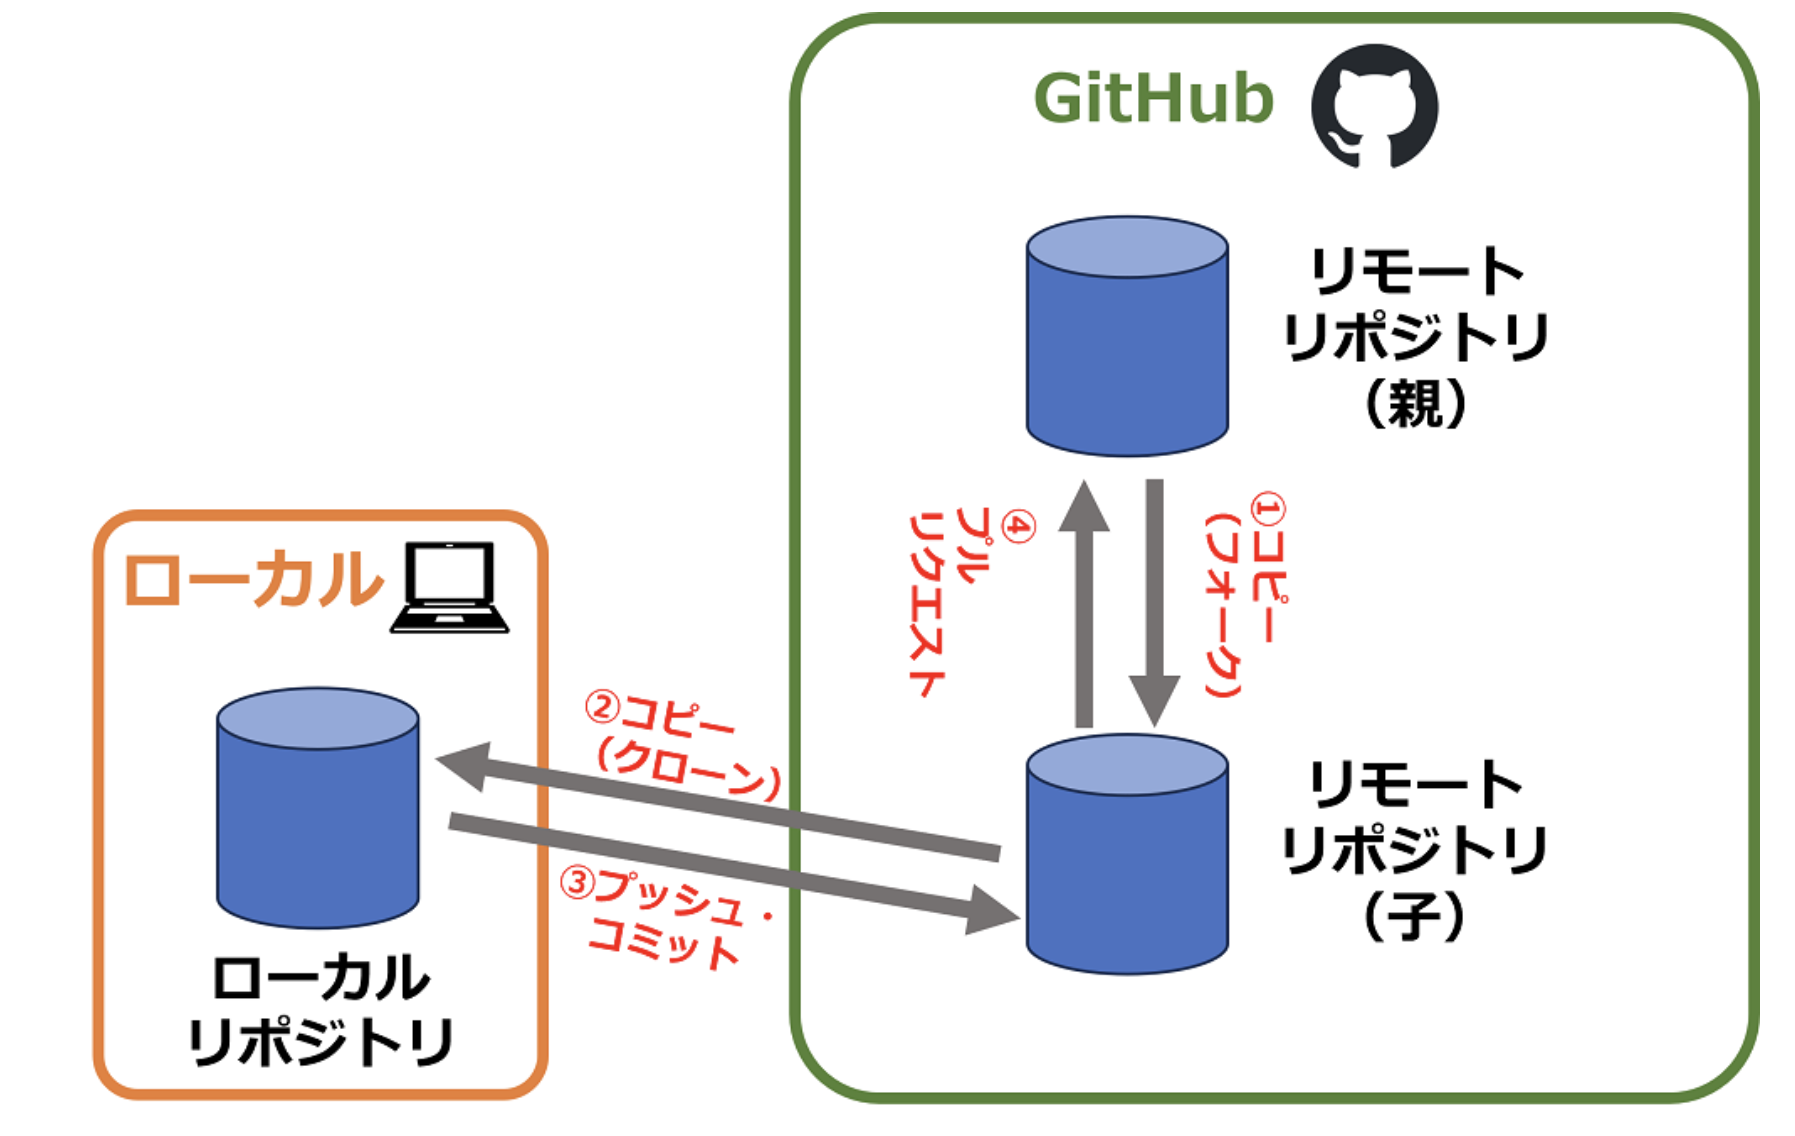 GitHub
リモート
リポジトリ
（親）
①コピー
（フォーク）
④
プル
リクエスト
ローカル
②コピー
（クローン）
③プッシュ・
コミット
リモート
リポジトリ
（子）
ローカル
リポジトリ